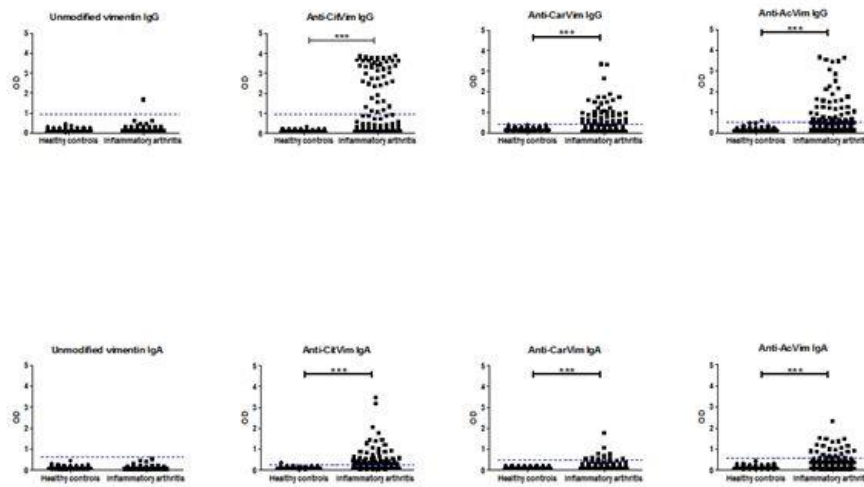 Unmodified vimentin IgG
Anti-CitVim IgG
Anti-CarVim IgG
Anti-AcVim IgG
***
***
***
OD
5
4
3
2
1
0
Healthy controls Inflammatory arthritis
OD
5
4
3
2
1
0
Healthy controls Inflammatory arthritis
OD
5
4
3
2
1
0
Healthy controls Inflammatory arthritis
OD
5
4
3
2
1
0
Healthy controls Inflammatory arthritis
Unmodified vimentin IgA
Anti-CitVim IgA
Anti-CarVim IgA
Anti-AcVim IgA
***
***
***
OD
5
4
3
2
1
0
Healthy controls Inflammatory arthritis
OD
5
4
3
2
1
0
Healthy controls Inflammatory arthritis
OD
5
4
3
2
1
0
Healthy controls Inflammatory arthritis
OD
5
4
3
2
1
0
Healthy controls Inflammatory arthritis